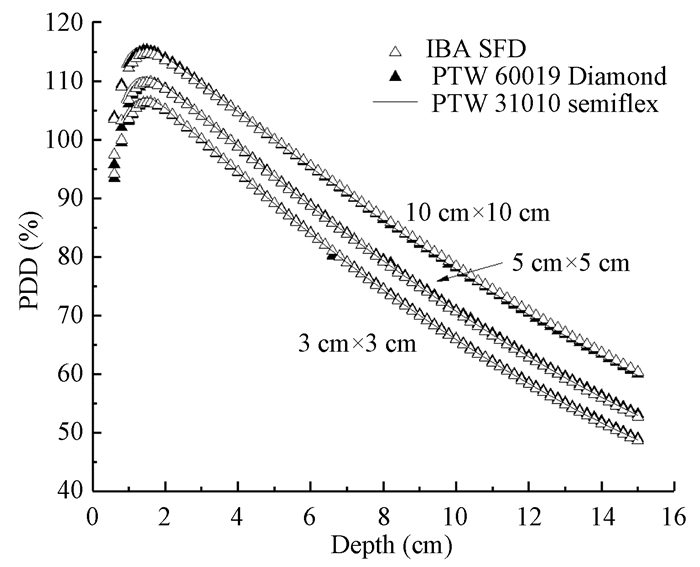 120
110
100
90
80
70
60
50
40
PDD (%)
IBA SFD
PTW 60019 Diamond
PTW 31010 semiflex
10 cm×10 cm
5 cm×5 cm
3 cm×3 cm
0 2 4 6 8 10 12 14 16
Depth (cm)